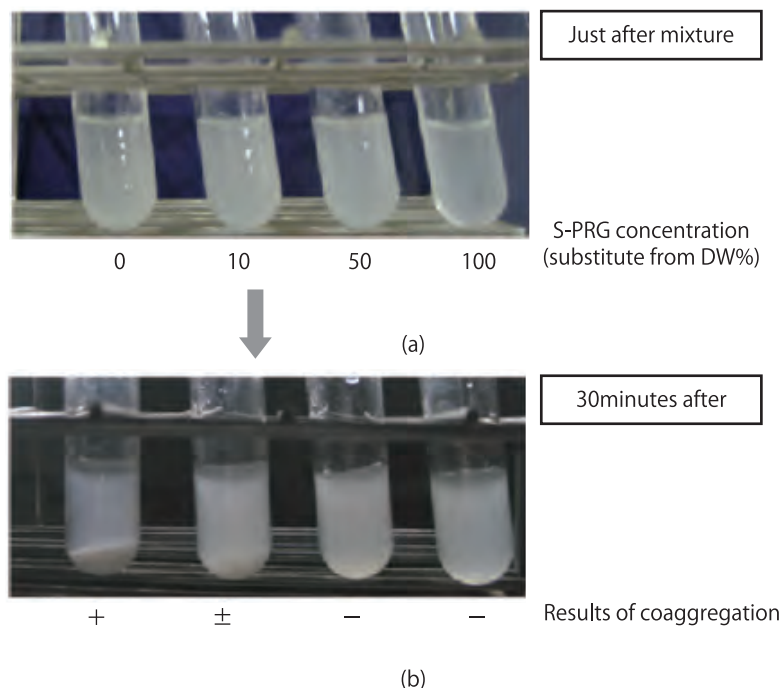 Just after mixture
S-PRG concentration
(substitute from DW%)
0 10 50 100
(a)
30minutes after
+ ± − − Results of coaggregation
(b)